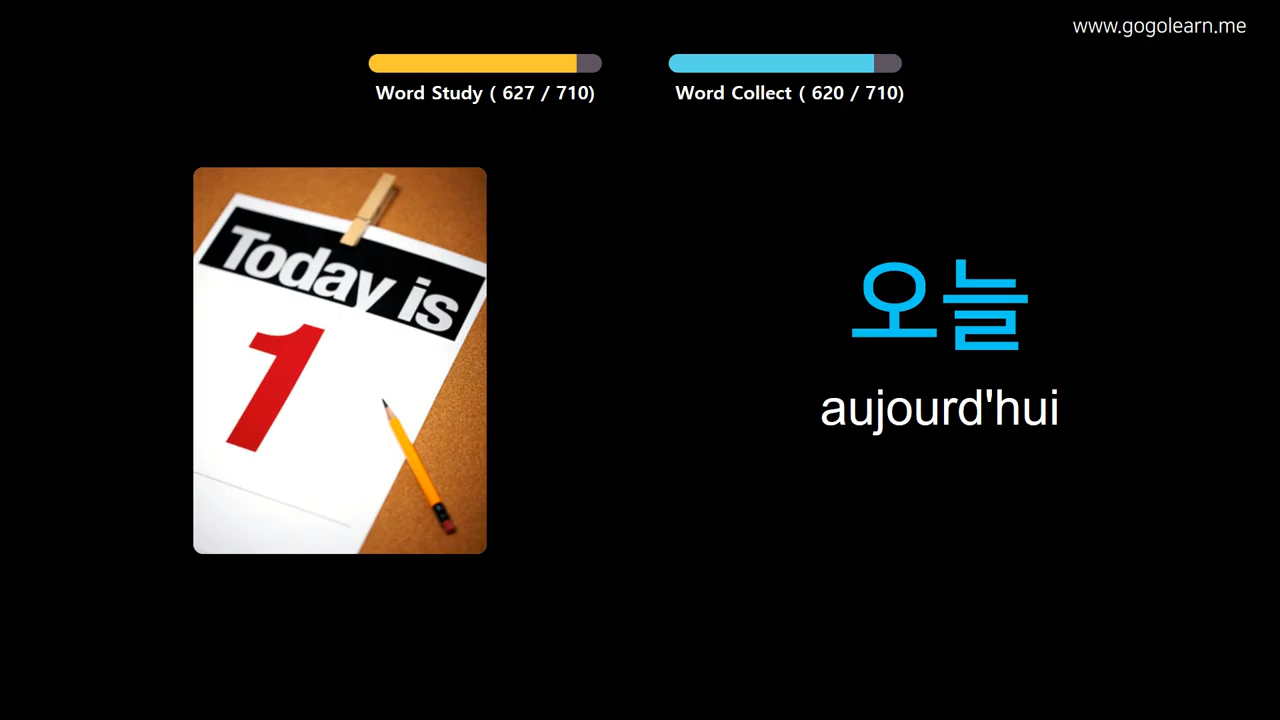 www.gogolearn.me
Word Study ( 627 / 710)
Word Collect ( 620 / 710)
Today is
1
오늘
aujourd'hui